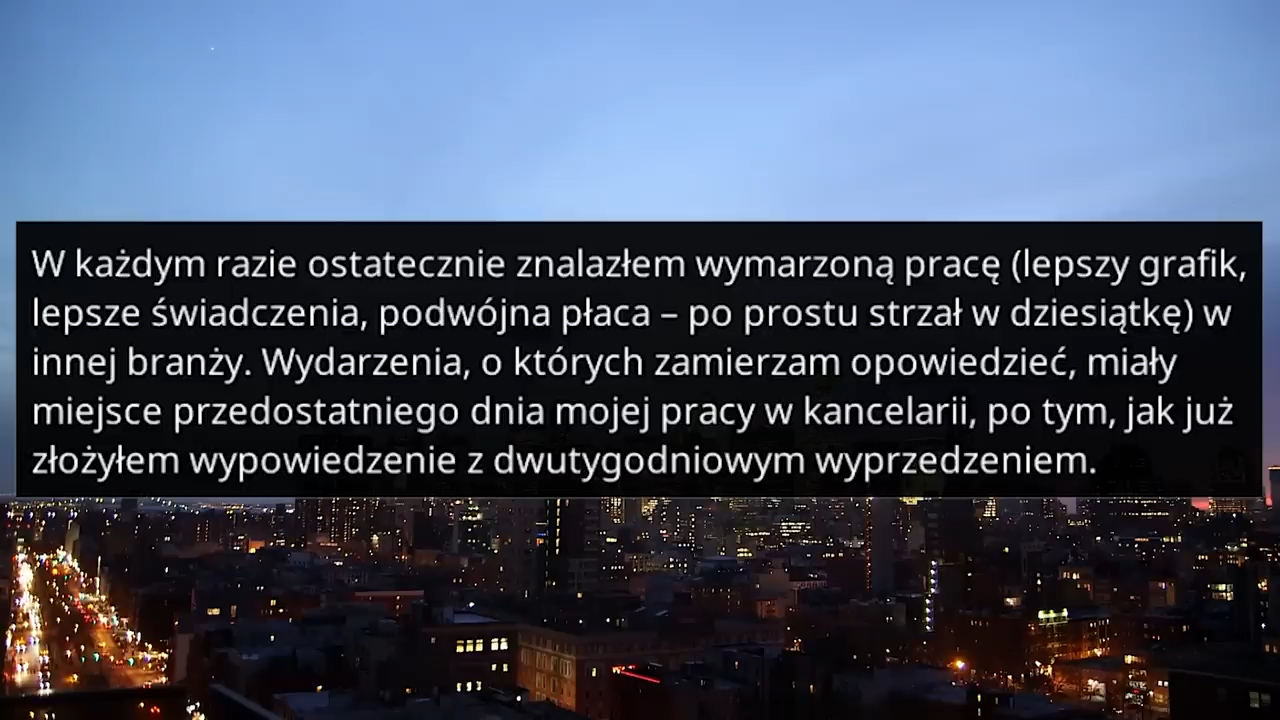 W każdym razie ostatecznie znalazłem wymarzoną pracę (lepszy grafik,
lepsze świadczenia, podwójna płaca – po prostu strzał w dziesiątkę) w
innej branży. Wydarzenia, o których zamierzam opowiedzieć, miały
miejsce przedostatniego dnia mojej pracy w kancelarii, po tym, jak już
złożyłem wypowiedzenie z dwutygodniowym wyprzedzeniem.